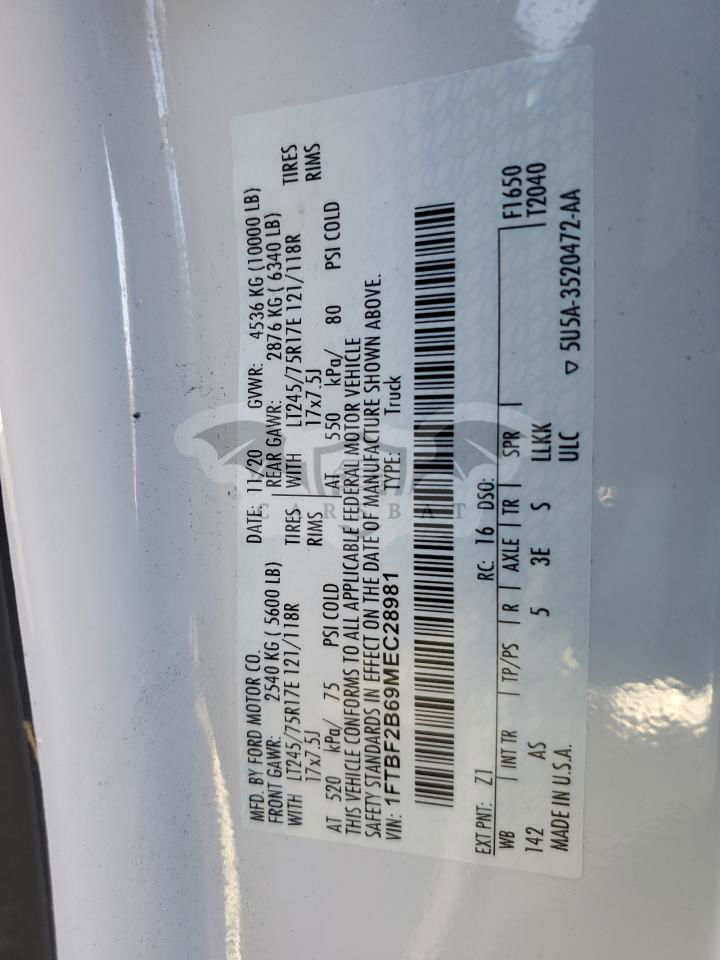 MFD. BY FORD MOTOR CO.
DATE: 11/20 GVWR: 4536 KG (10000 LB)
FRONT GAWR: 2540 KG ( 5600 LB) REAR GAWR: 2876 KG ( 6340 LB)
WITH LT245/75R17E 121/118R TIRES WITH LT245/75R17E 121/118R TIRES
17x7.5J RIMS 17x7.5J RIMS
AT 520 kPa/ 75 PSI COLD AT 550 kPa/ 80 PSI COLD
THIS VEHICLE CONFORMS TO ALL APPLICABLE FEDERAL MOTOR VEHICLE
SAFETY STANDARDS IN EFFECT ON THE DATE OF MANUFACTURE SHOWN ABOVE.
VIN: 1FTBF2B69MEC28981 TYPE: Truck
EXT PNT: Z1 RC: 16 DSO:
WB INT TR TP/PS R AXLE TR SPR F1650
142 AS 5 3E S LLKK T2040
MADE IN U.S.A. ULC ▽ 5U5A-3520472-AA
CARSBAT